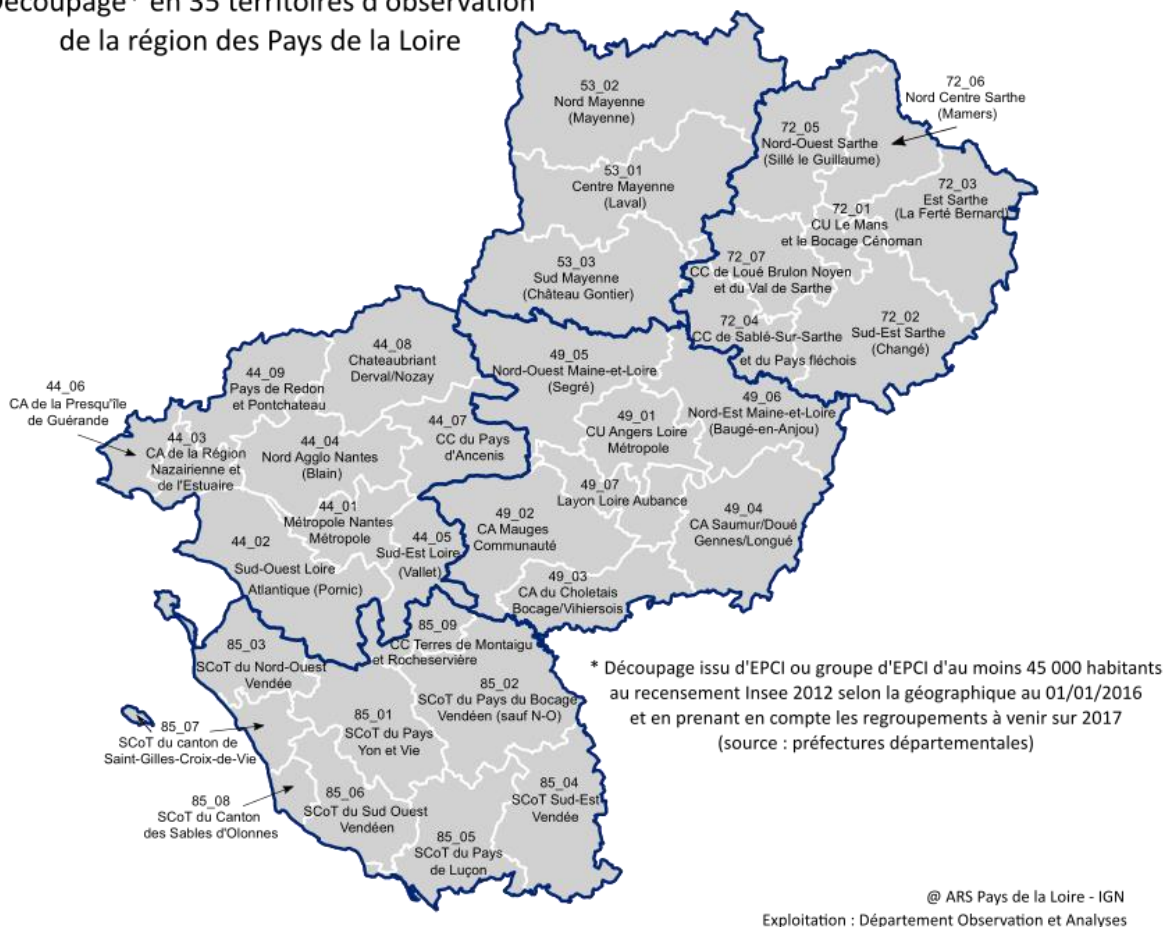 Découpage* en 35 territoires d'observation
de la région des Pays de la Loire
53_02
Nord Mayenne
(Mayenne)
72_06
Nord Centre Sarthe
(Mamers)
72_05
Nord-Ouest Sarthe
(Sillé le Guillaume)
53_01
Centre Mayenne
(Laval)
72_03
Est Sarthe
(La Ferté Bernard)
72_01
CU Le Mans
et le Bocage Cénoman
53_03
Sud Mayenne
(Château Gontier)
72_07
CC de Loué Brulon Noyen
et du Val de Sarthe
72_04
CC de Sablé-Sur-Sarthe
et du Pays fléchois
72_02
Sud-Est Sarthe
(Changé)
44_08
Chateaubriant
Derval/Nozay
49_05
Nord-Ouest Maine-et-Loire
(Segré)
44_09
Pays de Redon
et Pontchateau
44_06
CA de la Presqu'île
de Guérande
49_06
Nord-Est Maine-et-Loire
(Baugé-en-Anjou)
49_01
CU Angers Loire
Métropole
44_07
CC du Pays
d'Ancenis
44_03
CA de la Région
Nazairienne et
de l'Estuaire
44_04
Nord Agglo Nantes
(Blain)
49_07
Layon Loire Aubance
49_02
CA Mauges
Communauté
49_04
CA Saumur/Doué
Gennes/Longué
44_01
Métropole Nantes
Métropole
44_02
Sud-Ouest Loire
Atlantique (Pornic)
44_05
Sud-Est Loire
(Vallet)
49_03
CA du Choletais
Bocage/Vihiersois
85_09
CC Terres de Montaigu
et Rocheservière
85_03
SCoT du Nord-Ouest
Vendée
85_02
SCoT du Pays du Bocage
Vendéen (sauf N-O)
85_01
SCoT du Pays
Yon et Vie
85_07
SCoT du canton de
Saint-Gilles-Croix-de-Vie
85_04
SCoT Sud-Est
Vendée
85_06
SCoT du Sud Ouest
Vendéen
85_08
SCoT du Canton
des Sables d'Olonnes
85_05
SCoT du Pays
de Luçon
* Découpage issu d'EPCI ou groupe d'EPCI d'au moins 45 000 habitants
au recensement Insee 2012 selon la géographique au 01/01/2016
et en prenant en compte les regroupements à venir sur 2017
(source : préfectures départementales)
@ ARS Pays de la Loire - IGN
Exploitation : Département Observation et Analyses